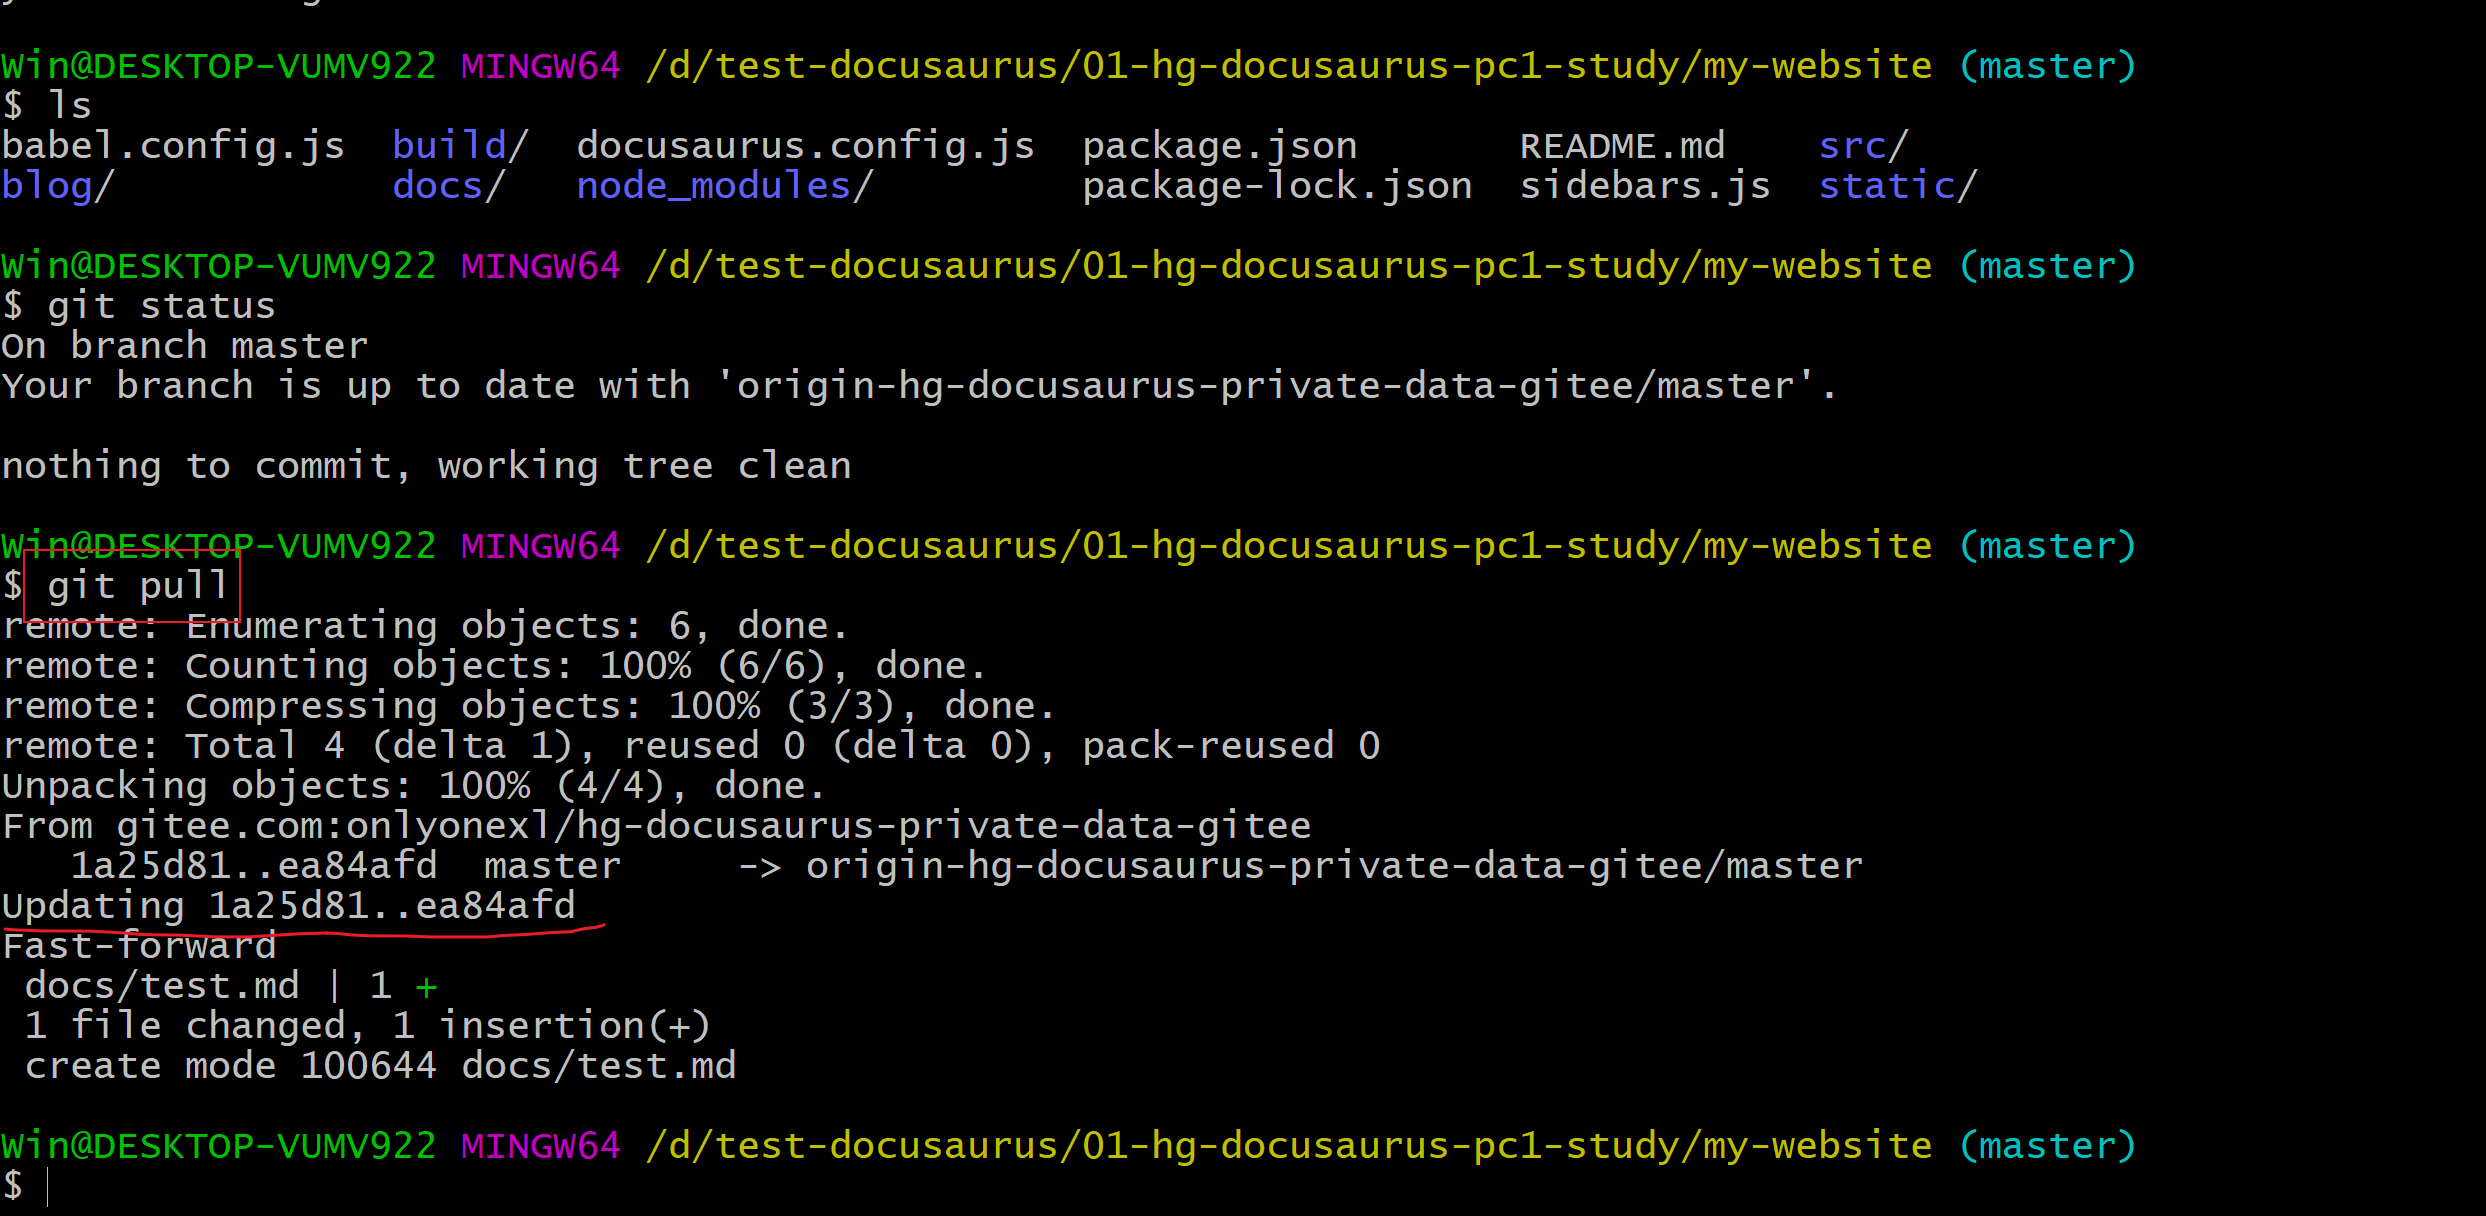 Win@DESKTOP-VUMV922 MINGW64 /d/test-docusaurus/01-hg-docusaurus-pc1-study/my-website (master)
$ ls
babel.config.js  build/  docusaurus.config.js  package.json       README.md    src/
blog/            docs/   node_modules/         package-lock.json  sidebars.js  static/
Win@DESKTOP-VUMV922 MINGW64 /d/test-docusaurus/01-hg-docusaurus-pc1-study/my-website (master)
$ git status
On branch master
Your branch is up to date with 'origin-hg-docusaurus-private-data-gitee/master'.
nothing to commit, working tree clean
Win@DESKTOP-VUMV922 MINGW64 /d/test-docusaurus/01-hg-docusaurus-pc1-study/my-website (master)
$ git pull
remote: Enumerating objects: 6, done.
remote: Counting objects: 100% (6/6), done.
remote: Compressing objects: 100% (3/3), done.
remote: Total 4 (delta 1), reused 0 (delta 0), pack-reused 0
Unpacking objects: 100% (4/4), done.
From gitee.com:onlyonexl/hg-docusaurus-private-data-gitee
   1a25d81..ea84afd  master     -> origin-hg-docusaurus-private-data-gitee/master
Updating 1a25d81..ea84afd
Fast-forward
 docs/test.md | 1 +
 1 file changed, 1 insertion(+)
 create mode 100644 docs/test.md
Win@DESKTOP-VUMV922 MINGW64 /d/test-docusaurus/01-hg-docusaurus-pc1-study/my-website (master)
$